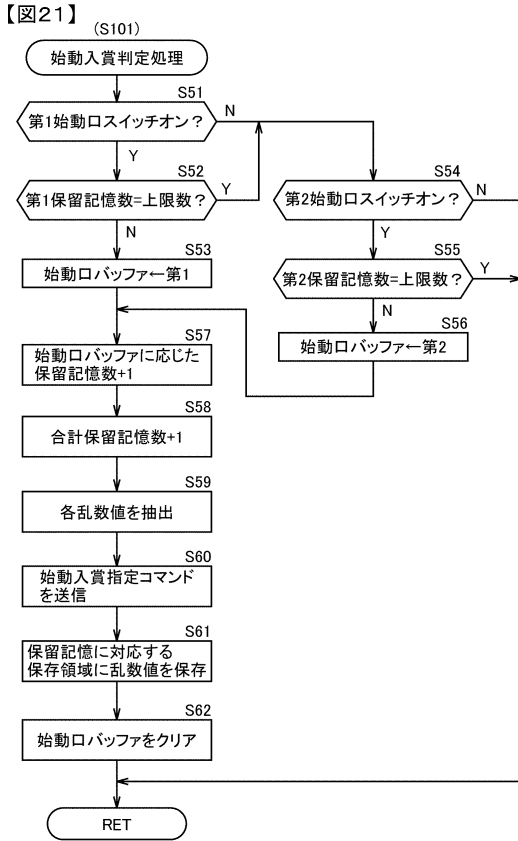 【図21】
(S101)
始動入賞判定処理
S51
第1始動口スイッチオン？
N
Y
S52
第1保留記憶数=上限数？
Y
N
S53
始動口バッファ←第1
S54
第2始動口スイッチオン？
N
Y
S55
第2保留記憶数=上限数？
Y
N
S56
始動口バッファ←第2
S57
始動口バッファに応じた
保留記憶数+1
S58
合計保留記憶数+1
S59
各乱数値を抽出
S60
始動入賞指定コマンド
を送信
S61
保留記憶に対応する
保存領域に乱数値を保存
S62
始動口バッファをクリア
RET